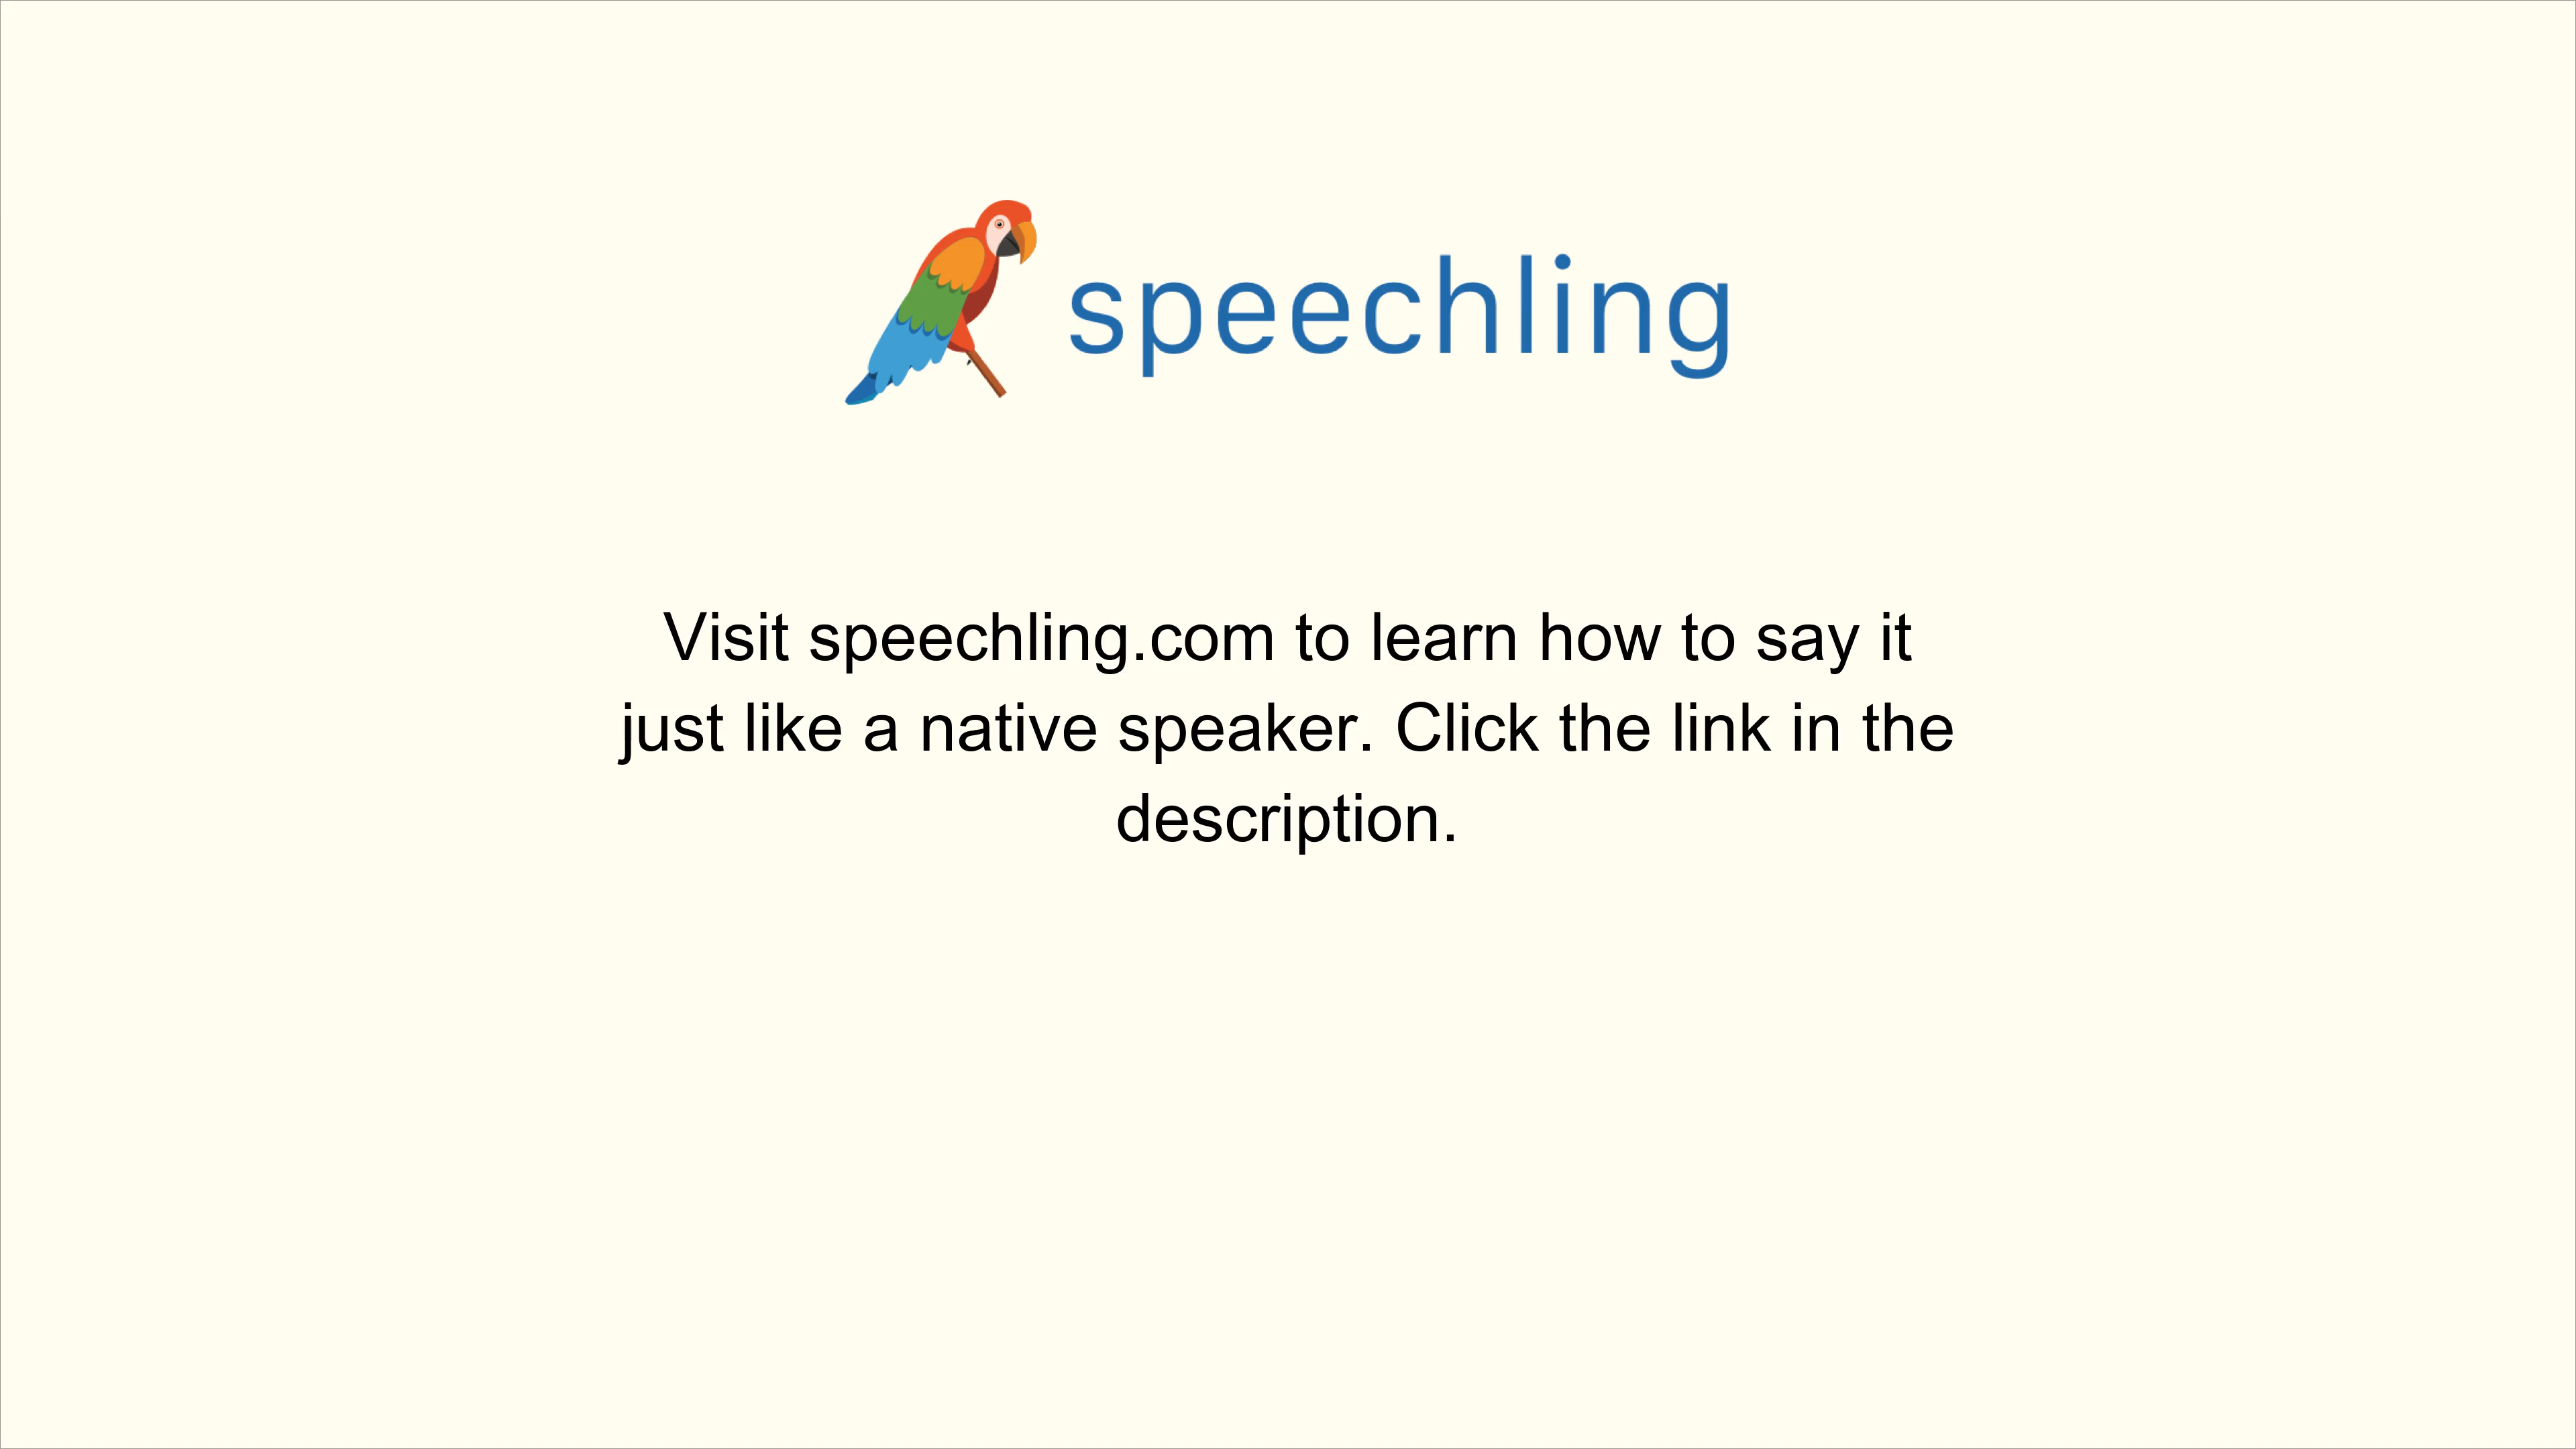 speechling
Visit speechling.com to learn how to say it
just like a native speaker. Click the link in the
description.